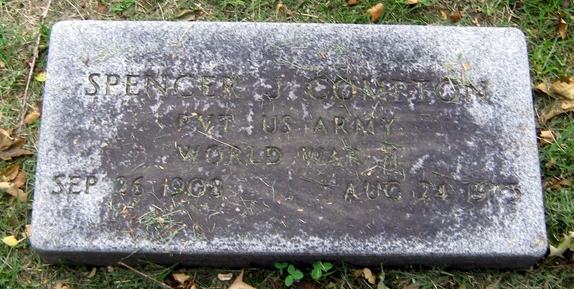 SPENCER J COMPTON
PVT US ARMY
WORLD WAR II
SEP 26 1908 AUG 24